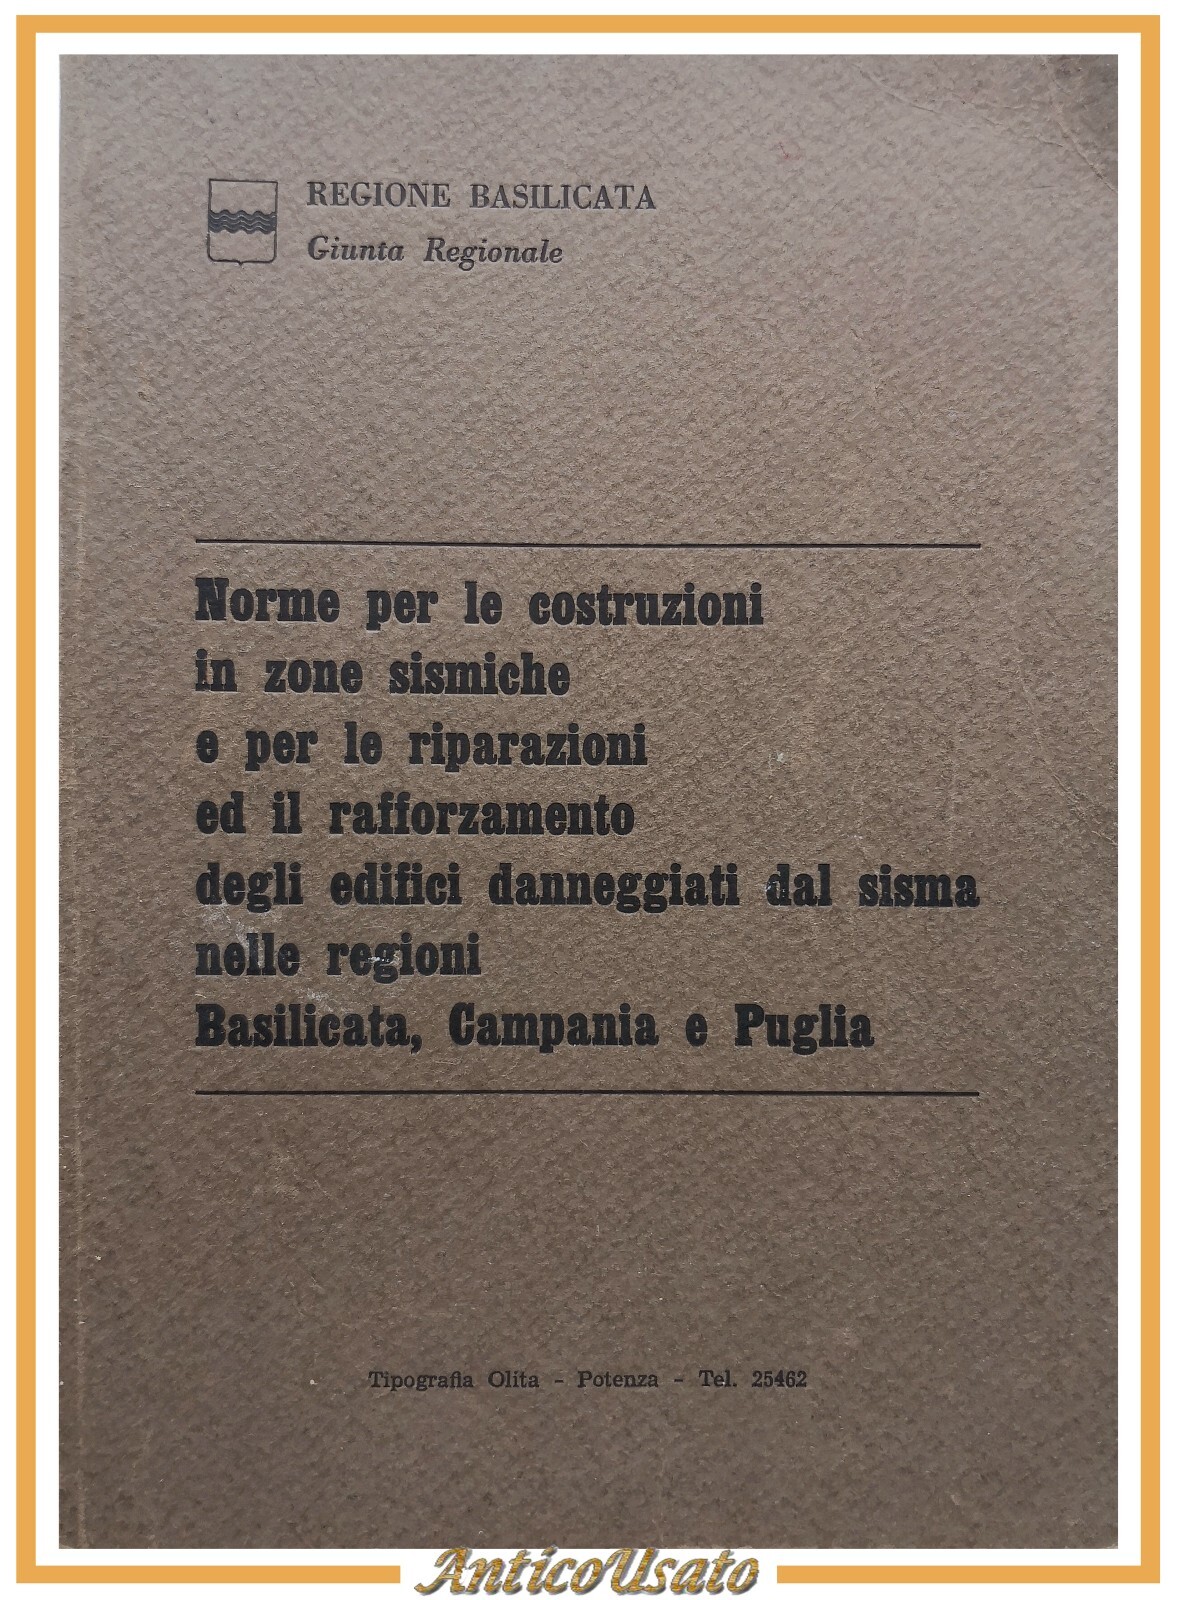 REGIONE BASILICATA
Giunta Regionale
Norme per le costruzioni
in zone sismiche
e per le riparazioni
ed il rafforzamento
degli edifici danneggiati dal sisma
nelle regioni
Basilicata, Campania e Puglia
Tipografia Olita - Potenza - Tel. 25462
AnticoUsato